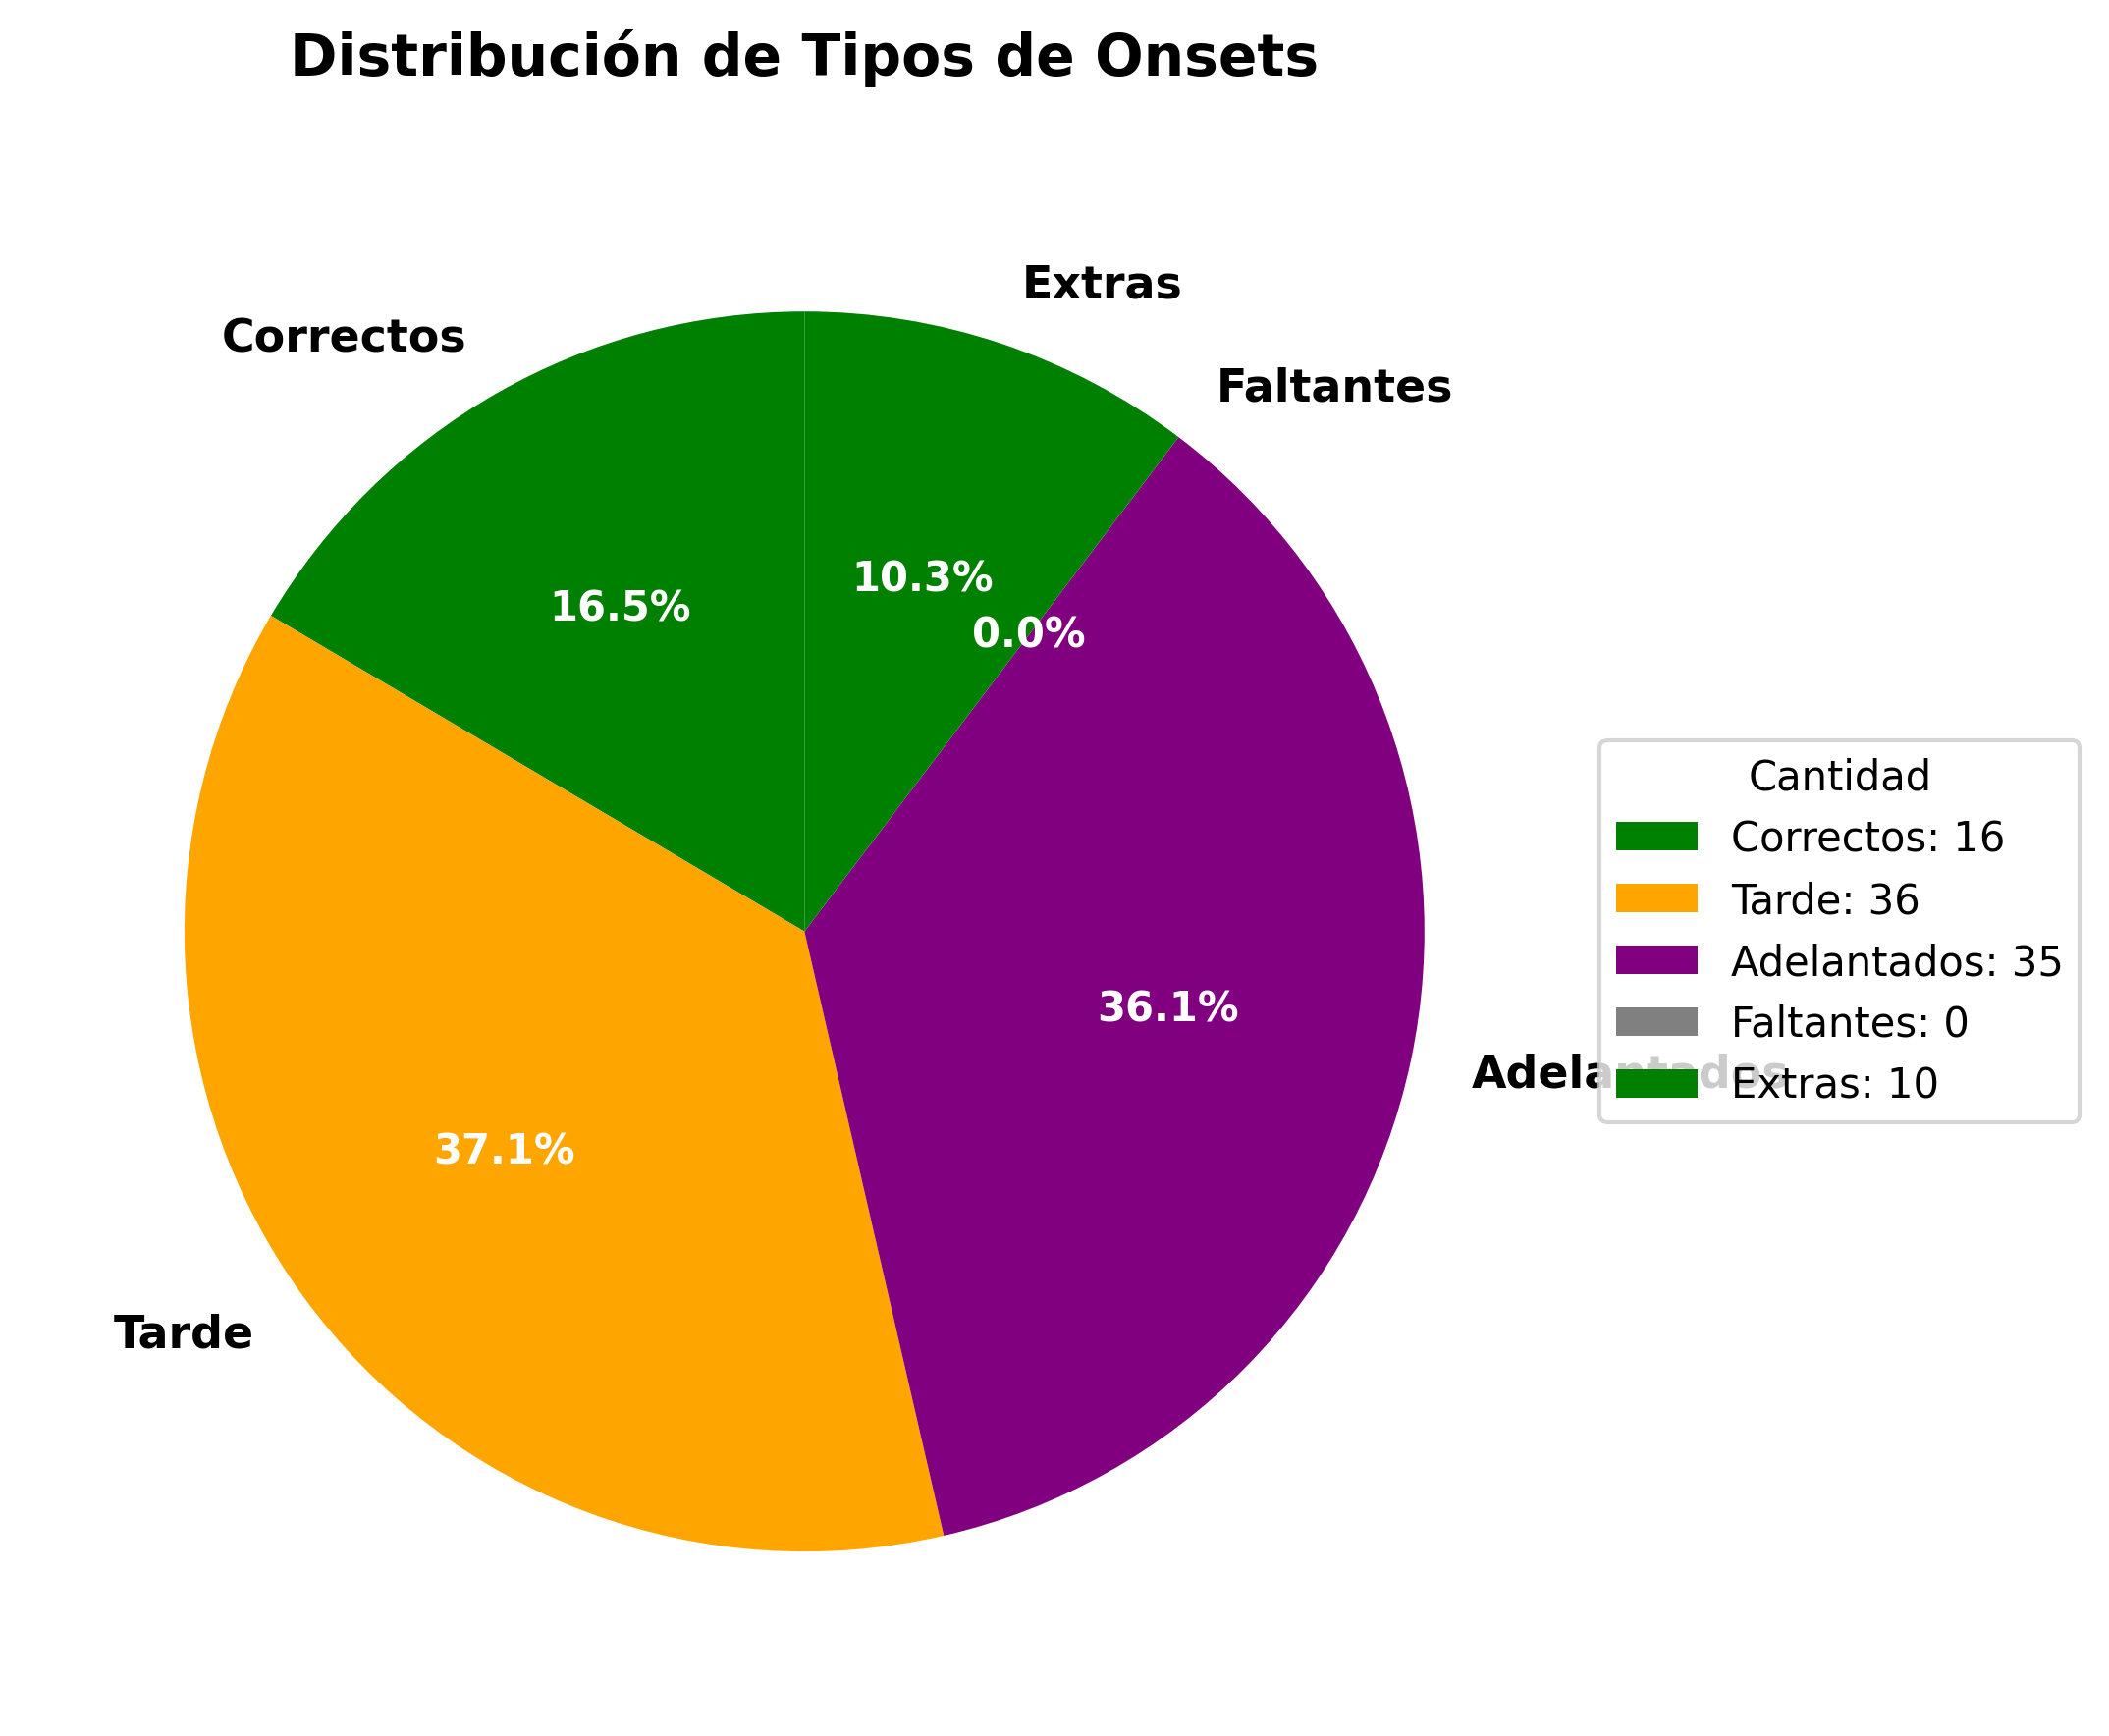 Distribución de Tipos de Onsets
Extras
Correctos
Faltantes
10.3%
16.5%
0.0%
Cantidad
Correctos: 16
Tarde: 36
Adelantados: 35
Faltantes: 0
Extras: 10
36.1%
Adelantados
37.1%
Tarde